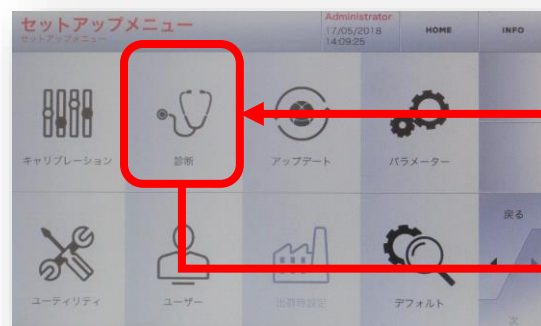 セットアップメニュー
セットアップメニュー
Administrator
17/05/2018
14:09:25
HOME
INFO
キャリブレーション
診断
アップデート
パラメーター
戻る
ユーティリティ
ユーザー
出荷時設定
デフォルト
次